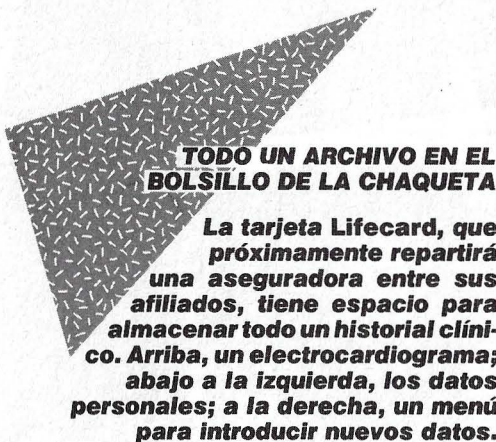 TODO UN ARCHIVO EN EL
BOLSILLO DE LA CHAQUETA
La tarjeta Lifecard, que
próximamente repartirá
una aseguradora entre sus
afiliados, tiene espacio para
almacenar todo un historial clíni-
co. Arriba, un electrocardiograma;
abajo a la izquierda, los datos
personales; a la derecha, un menú
para introducir nuevos datos.